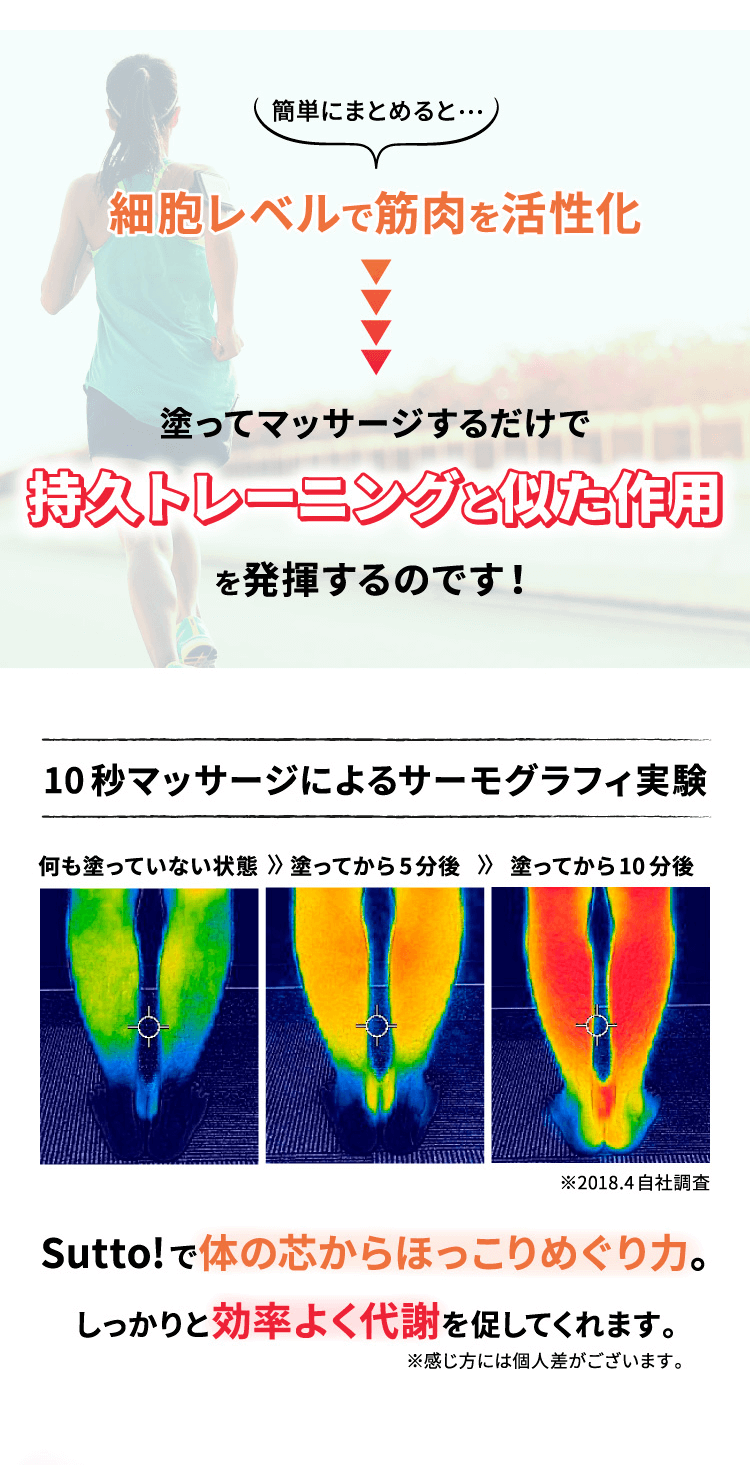 簡単にまとめると…
細胞レベルで筋肉を活性化
塗ってマッサージするだけで
持久トレーニングと似た作用
を発揮するのです！
10秒マッサージによるサーモグラフィ実験
何も塗っていない状態 》 塗ってから5分後 》 塗ってから10分後
※2018.4自社調査
Sutto!で体の芯からほっこりめぐり力。
しっかりと効率よく代謝を促してくれます。
※感じ方には個人差がございます。